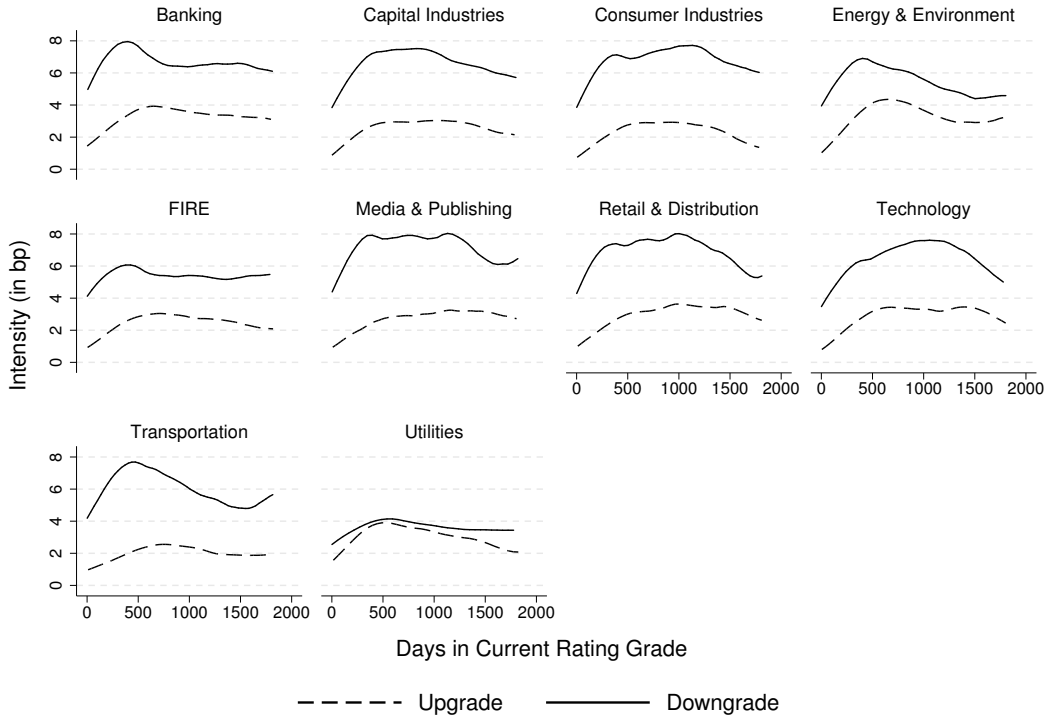 Banking
Capital Industries
Consumer Industries
Energy & Environment
8
6
4
2
0
FIRE
Media & Publishing
Retail & Distribution
Technology
8
6
4
2
0
Intensity (in bp)
0 500 1000 1500 2000
0 500 1000 1500 2000
Transportation
Utilities
8
6
4
2
0
0 500 1000 1500 2000
0 500 1000 1500 2000
Days in Current Rating Grade
Upgrade
Downgrade